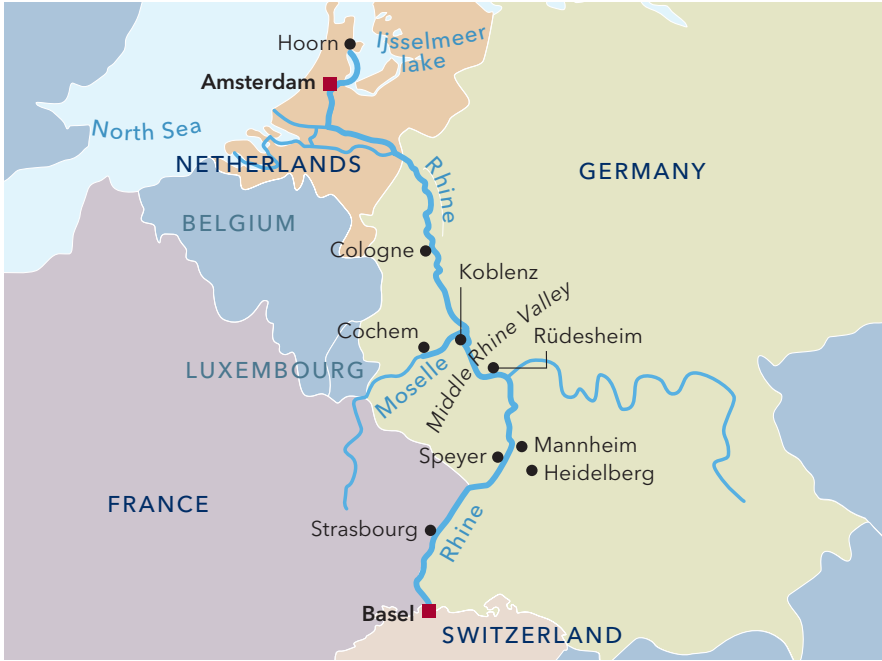 Hoorn
Ijsselmeer
lake
Amsterdam
North Sea
NETHERLANDS
Rhine
GERMANY
BELGIUM
Cologne
Koblenz
Middle Rhine Valley
Cochem
Rüdesheim
LUXEMBOURG
Moselle
Mannheim
Speyer
Heidelberg
FRANCE
Strasbourg
Rhine
Basel
SWITZERLAND